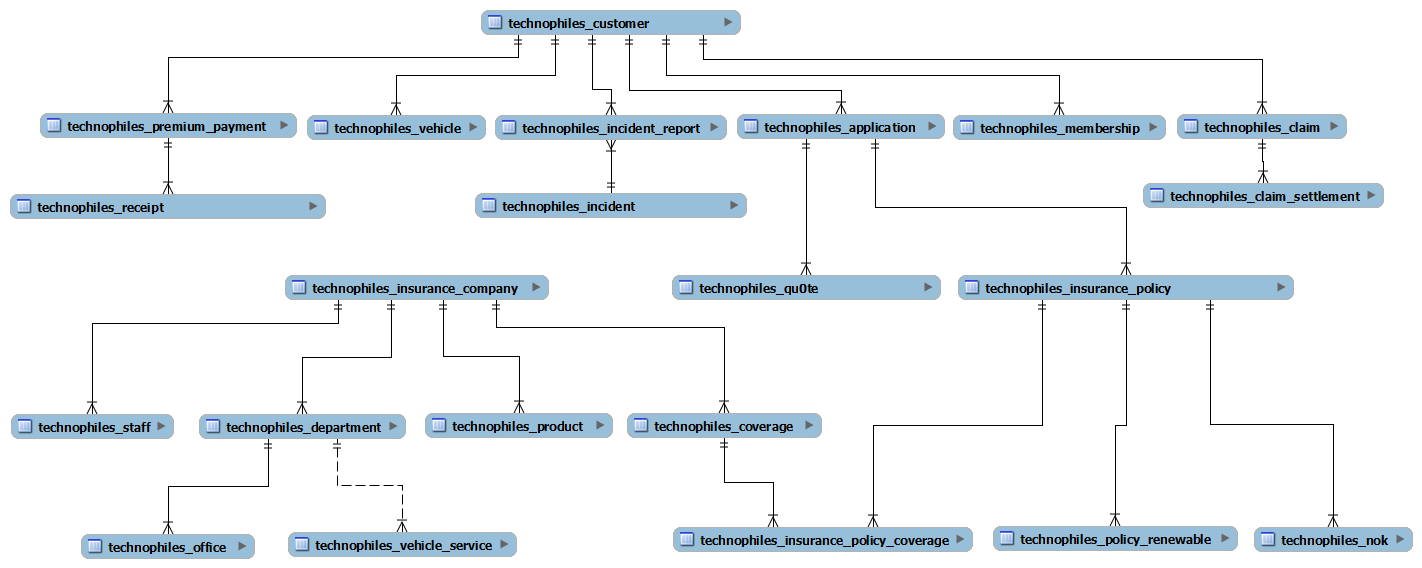 technophiles_customer
technophiles_premium_payment
technophiles_vehicle
technophiles_incident_report
technophiles_application
technophiles_membership
technophiles_claim
technophiles_receipt
technophiles_incident
technophiles_claim_settlement
technophiles_insurance_company
technophiles_qu0te
technophiles_insurance_policy
technophiles_staff
technophiles_department
technophiles_product
technophiles_coverage
technophiles_office
technophiles_vehicle_service
technophiles_insurance_policy_coverage
technophiles_policy_renewable
technophiles_nok